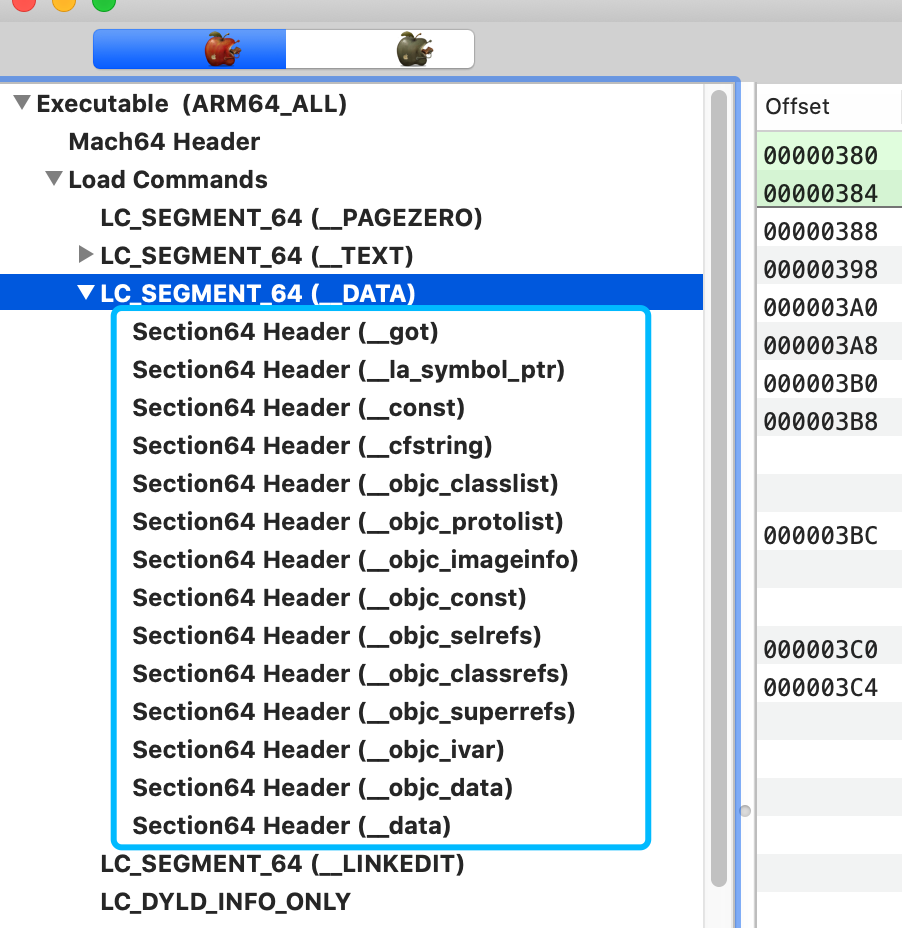 Executable (ARM64_ALL)
Mach64 Header
Load Commands
LC_SEGMENT_64 (__PAGEZERO)
LC_SEGMENT_64 (__TEXT)
LC_SEGMENT_64 (__DATA)
Section64 Header (__got)
Section64 Header (__la_symbol_ptr)
Section64 Header (__const)
Section64 Header (__cfstring)
Section64 Header (__objc_classlist)
Section64 Header (__objc_protolist)
Section64 Header (__objc_imageinfo)
Section64 Header (__objc_const)
Section64 Header (__objc_selrefs)
Section64 Header (__objc_classrefs)
Section64 Header (__objc_superrefs)
Section64 Header (__objc_ivar)
Section64 Header (__objc_data)
Section64 Header (__data)
LC_SEGMENT_64 (__LINKEDIT)
LC_DYLD_INFO_ONLY
Offset
00000380
00000384
00000388
00000398
000003A0
000003A8
000003B0
000003B8
000003BC
000003C0
000003C4